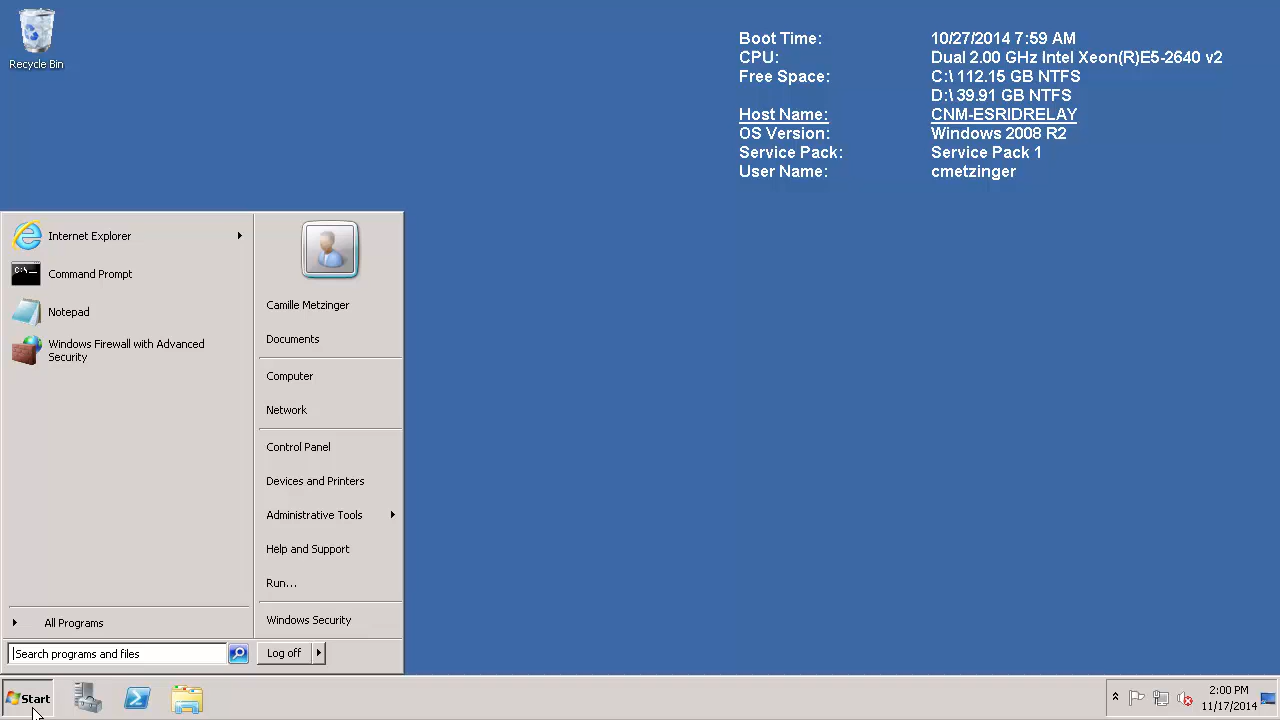 Recycle Bin
Boot Time: 10/27/2014 7:59 AM
CPU: Dual 2.00 GHz Intel Xeon(R)E5-2640 v2
Free Space: C:\ 112.15 GB NTFS
D:\ 39.91 GB NTFS
Host Name: CNM-ESRIDRELAY
OS Version: Windows 2008 R2
Service Pack: Service Pack 1
User Name: cmetzinger
Internet Explorer
Command Prompt
Notepad
Windows Firewall with Advanced
Security
All Programs
Search programs and files
Camille Metzinger
Documents
Computer
Network
Control Panel
Devices and Printers
Administrative Tools
Help and Support
Run...
Windows Security
Log off
Start
2:00 PM
11/17/2014